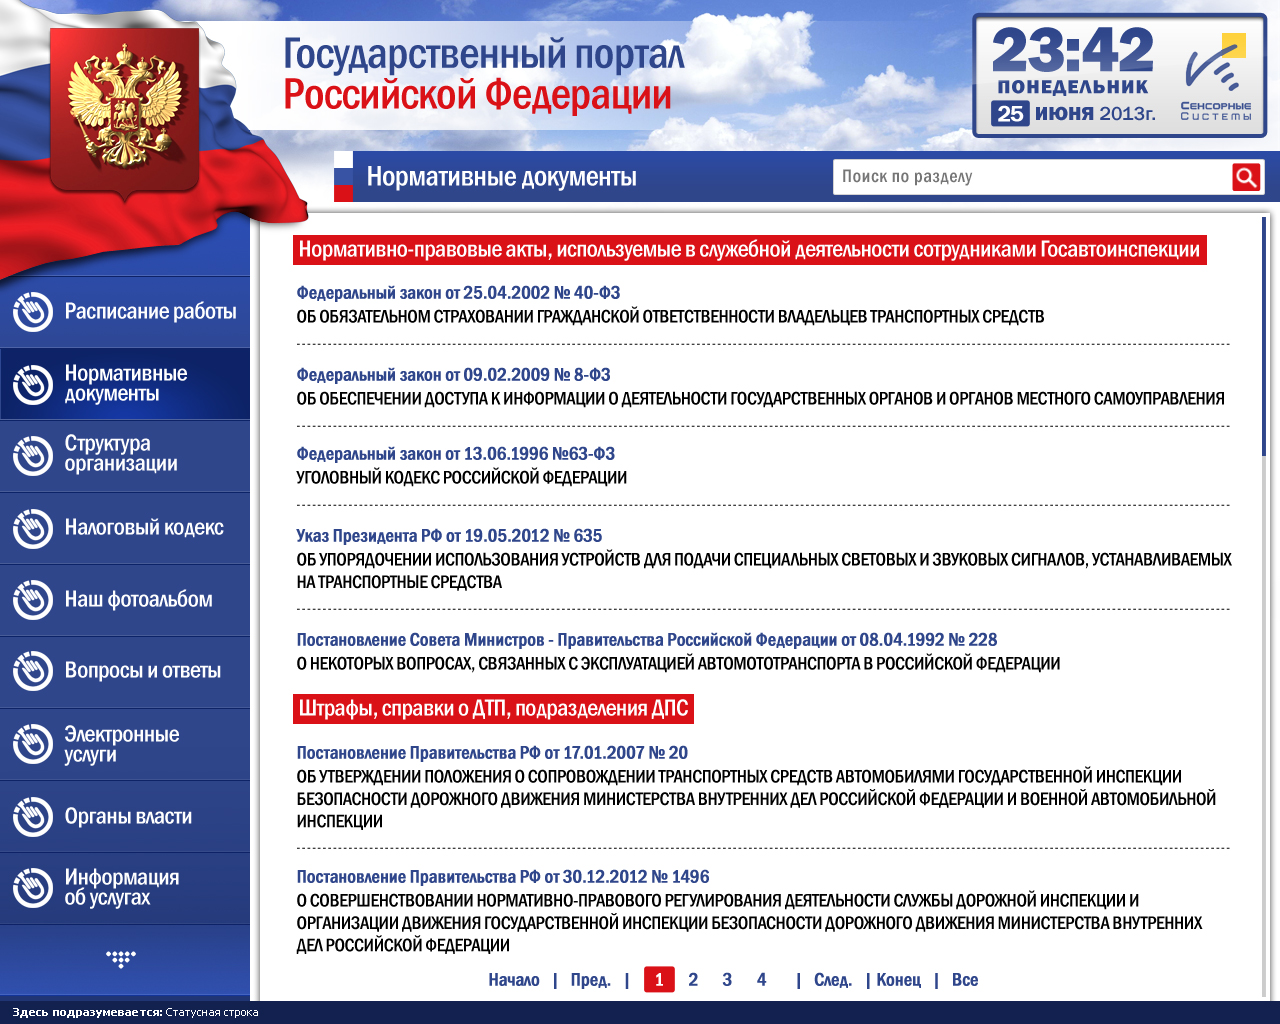 Государственный портал
Российской Федерации
23:42
ПОНЕДЕЛЬНИК
25 ИЮНЯ 2013г.
Сенсорные
Системы
Нормативные документы
Поиск по разделу
Расписание работы
Нормативные
документы
Структура
организации
Налоговый кодекс
Наш фотоальбом
Вопросы и ответы
Электронные
услуги
Органы власти
Информация
об услугах
Нормативно-правовые акты, используемые в служебной деятельности сотрудниками Госавтоинспекции
Федеральный закон от 25.04.2002 № 40-ФЗ
ОБ ОБЯЗАТЕЛЬНОМ СТРАХОВАНИИ ГРАЖДАНСКОЙ ОТВЕТСТВЕННОСТИ ВЛАДЕЛЬЦЕВ ТРАНСПОРТНЫХ СРЕДСТВ
Федеральный закон от 09.02.2009 № 8-ФЗ
ОБ ОБЕСПЕЧЕНИИ ДОСТУПА К ИНФОРМАЦИИ О ДЕЯТЕЛЬНОСТИ ГОСУДАРСТВЕННЫХ ОРГАНОВ И ОРГАНОВ МЕСТНОГО САМОУПРАВЛЕНИЯ
Федеральный закон от 13.06.1996 №63-ФЗ
УГОЛОВНЫЙ КОДЕКС РОССИЙСКОЙ ФЕДЕРАЦИИ
Указ Президента РФ от 19.05.2012 № 635
ОБ УПОРЯДОЧЕНИИ ИСПОЛЬЗОВАНИЯ УСТРОЙСТВ ДЛЯ ПОДАЧИ СПЕЦИАЛЬНЫХ СВЕТОВЫХ И ЗВУКОВЫХ СИГНАЛОВ, УСТАНАВЛИВАЕМЫХ
НА ТРАНСПОРТНЫЕ СРЕДСТВА
Постановление Совета Министров - Правительства Российской Федерации от 08.04.1992 № 228
О НЕКОТОРЫХ ВОПРОСАХ, СВЯЗАННЫХ С ЭКСПЛУАТАЦИЕЙ АВТОМОТОТРАНСПОРТА В РОССИЙСКОЙ ФЕДЕРАЦИИ
Штрафы, справки о ДТП, подразделения ДПС
Постановление Правительства РФ от 17.01.2007 № 20
ОБ УТВЕРЖДЕНИИ ПОЛОЖЕНИЯ О СОПРОВОЖДЕНИИ ТРАНСПОРТНЫХ СРЕДСТВ АВТОМОБИЛЯМИ ГОСУДАРСТВЕННОЙ ИНСПЕКЦИИ
БЕЗОПАСНОСТИ ДОРОЖНОГО ДВИЖЕНИЯ МИНИСТЕРСТВА ВНУТРЕННИХ ДЕЛ РОССИЙСКОЙ ФЕДЕРАЦИИ И ВОЕННОЙ АВТОМОБИЛЬНОЙ
ИНСПЕКЦИИ
Постановление Правительства РФ от 30.12.2012 № 1496
О СОВЕРШЕНСТВОВАНИИ НОРМАТИВНО-ПРАВОВОГО РЕГУЛИРОВАНИЯ ДЕЯТЕЛЬНОСТИ СЛУЖБЫ ДОРОЖНОЙ ИНСПЕКЦИИ И
ОРГАНИЗАЦИИ ДВИЖЕНИЯ ГОСУДАРСТВЕННОЙ ИНСПЕКЦИИ БЕЗОПАСНОСТИ ДОРОЖНОГО ДВИЖЕНИЯ МИНИСТЕРСТВА ВНУТРЕННИХ
ДЕЛ РОССИЙСКОЙ ФЕДЕРАЦИИ
Начало | Пред. | 1 2 3 4 | След. | Конец | Все
Здесь подразумевается: Статусная строка